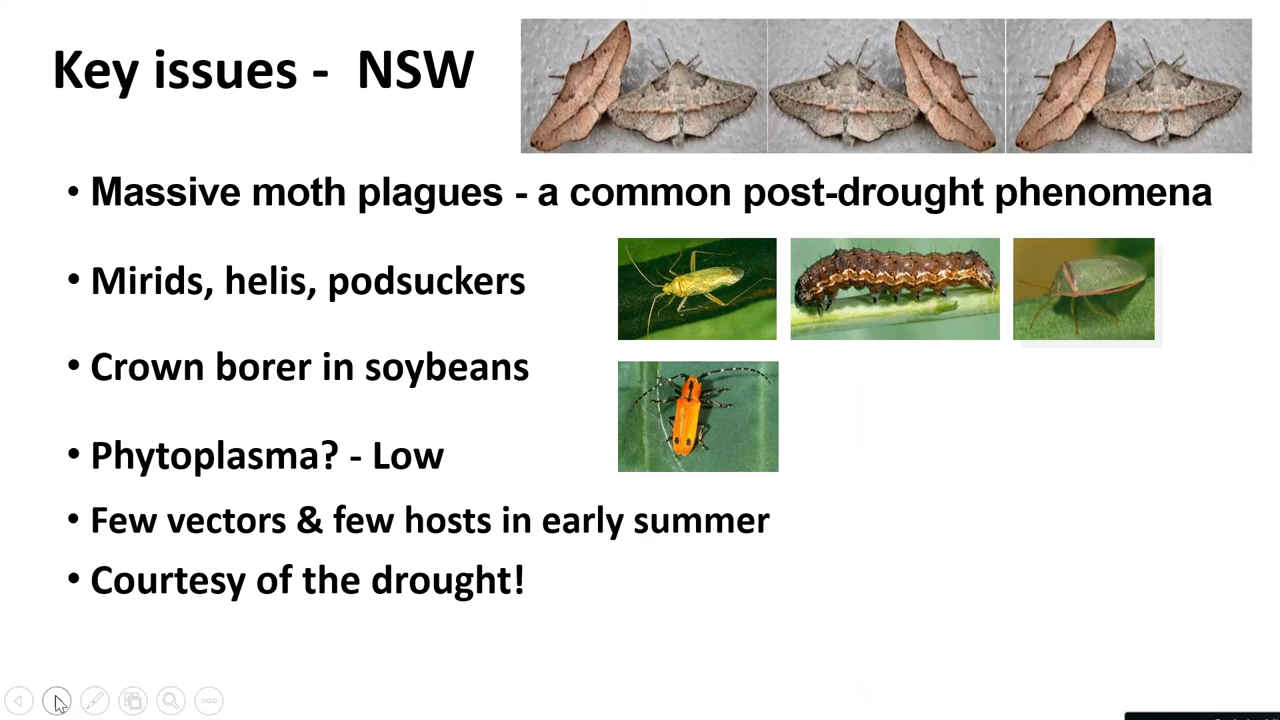 Key issues - NSW
• Massive moth plagues - a common post-drought phenomena
• Mirids, helis, podsuckers
• Crown borer in soybeans
• Phytoplasma? - Low
• Few vectors & few hosts in early summer
• Courtesy of the drought!